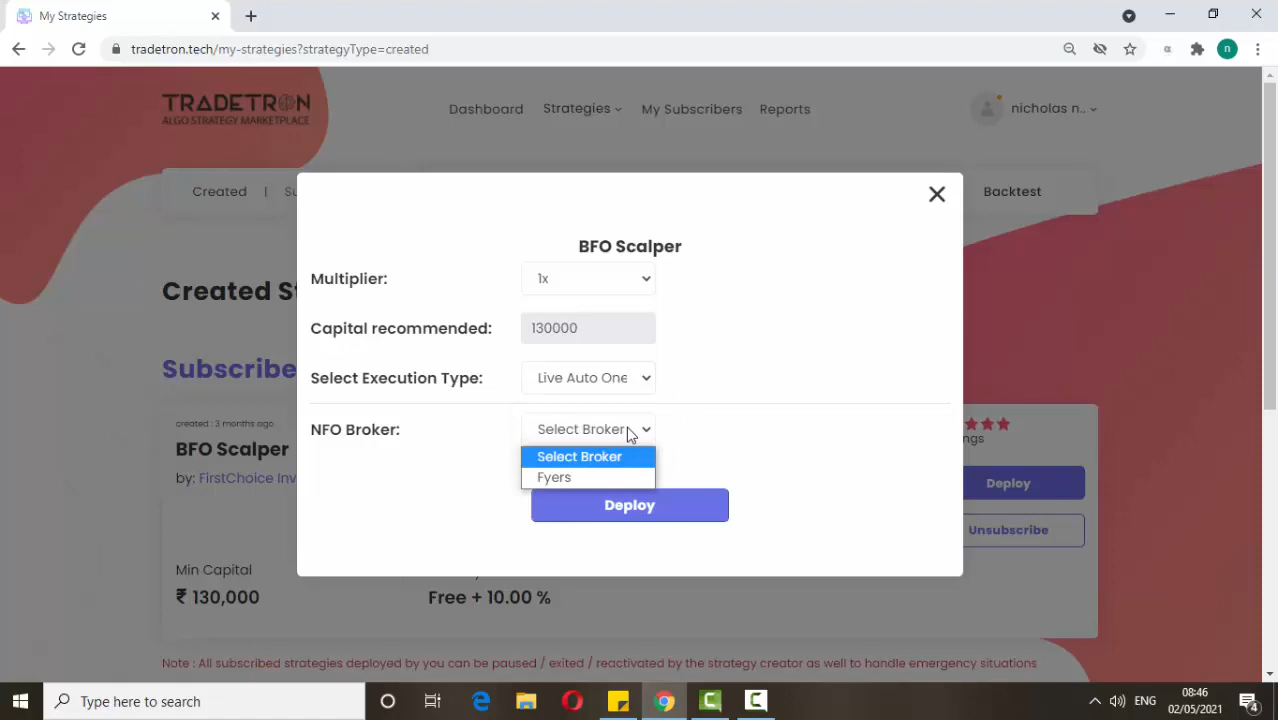 My Strategies
tradetron.tech/my-strategies?strategyType=created
n
TRADETRON
ALGO STRATEGY MARKETPLACE
Dashboard Strategies My Subscribers Reports
nicholas n..
Created | Su
Backtest
Created St
Subscribe
created : 3 months ago
BFO Scalper
by: FirstChoice Inv
Min Capital
₹ 130,000
Free + 10.00 %
ngs
Deploy
Unsubscribe
BFO Scalper
Multiplier: 1x
Capital recommended: 130000
Select Execution Type: Live Auto One
NFO Broker: Select Broker
Select Broker
Fyers
Deploy
Note : All subscribed strategies deployed by you can be paused / exited / reactivated by the strategy creator as well to handle emergency situations
Type here to search
ENG
08:46
02/05/2021
4